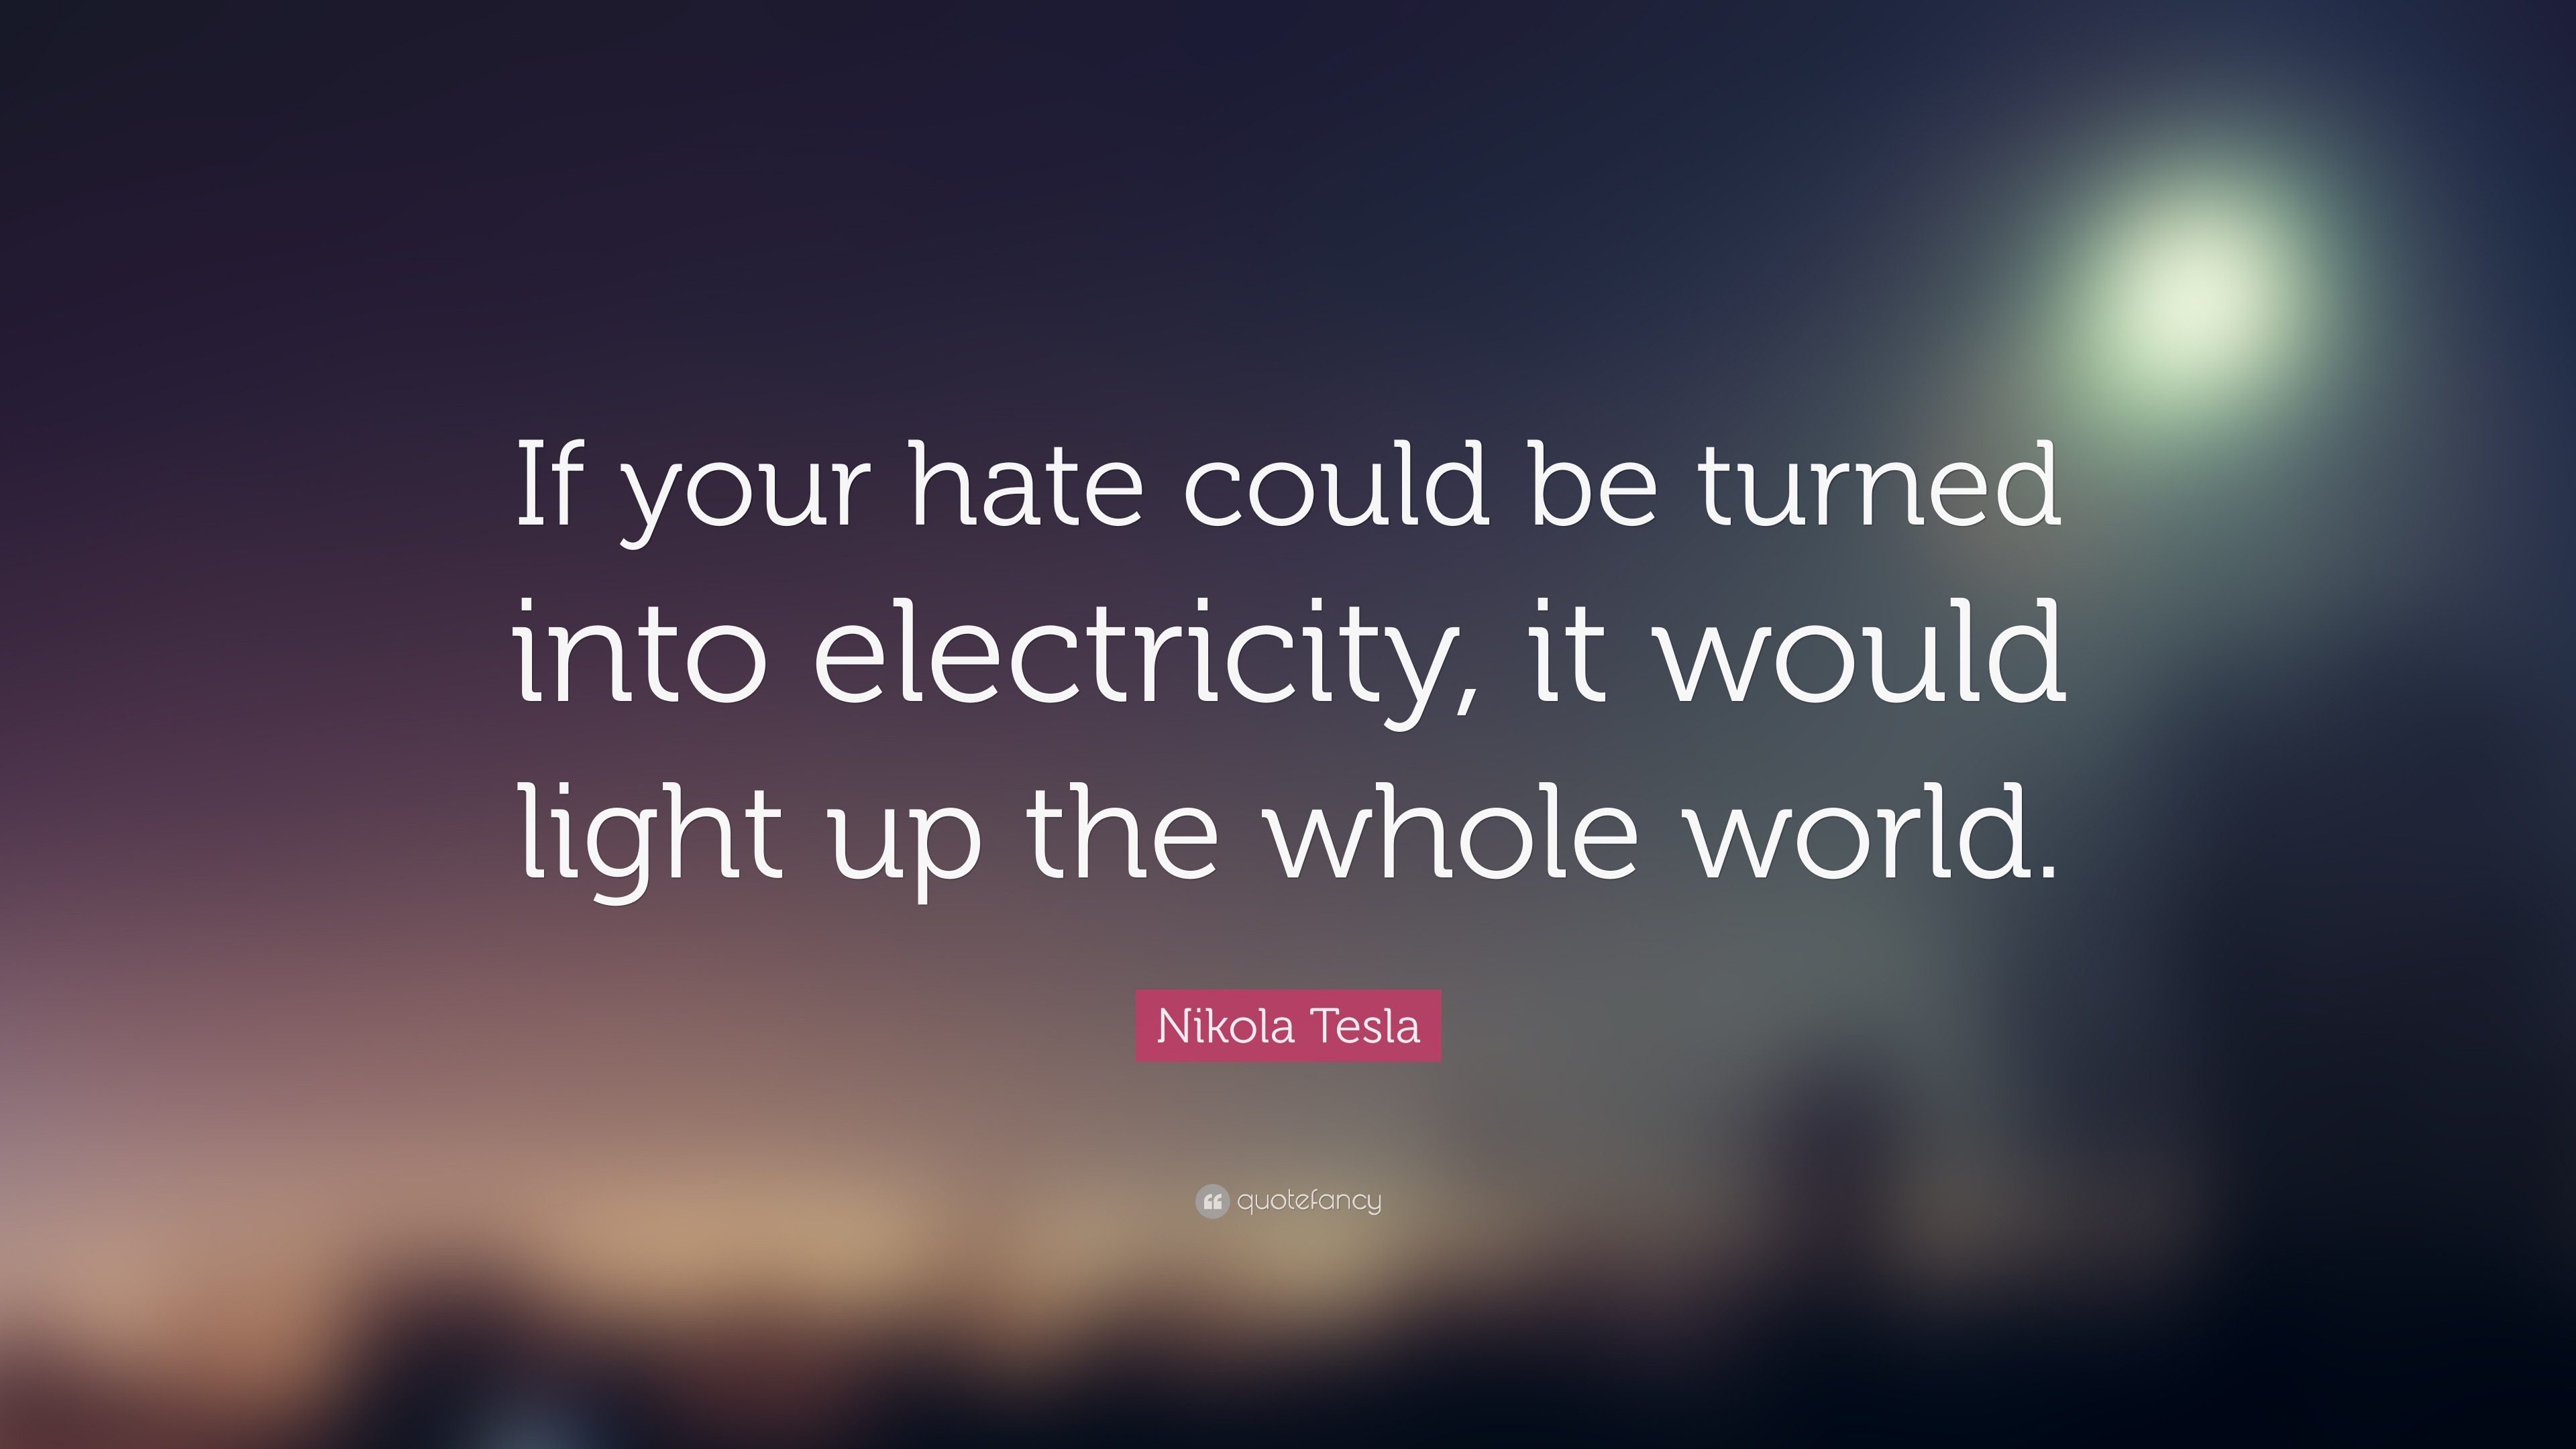 If your hate could be turned
into electricity, it would
light up the whole world.
Nikola Tesla
quotefancy